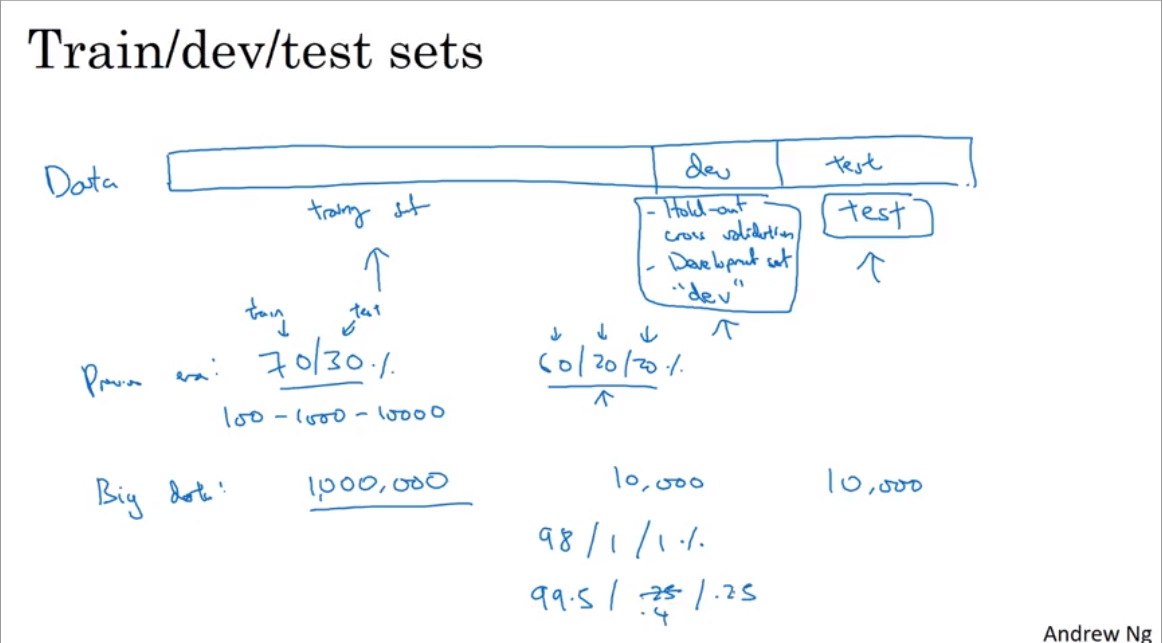 Train/dev/test sets
Data
dev
test
training set
- Hold-out
cross validation
- Development set
"dev"
test
train
test
Previous era:
70/30 %
60/20/20 %
100 - 1000 - 10000
Big data:
1,000,000
10,000
10,000
98 / 1 / 1 %
99.5 / .25 / .25
.4
Andrew Ng